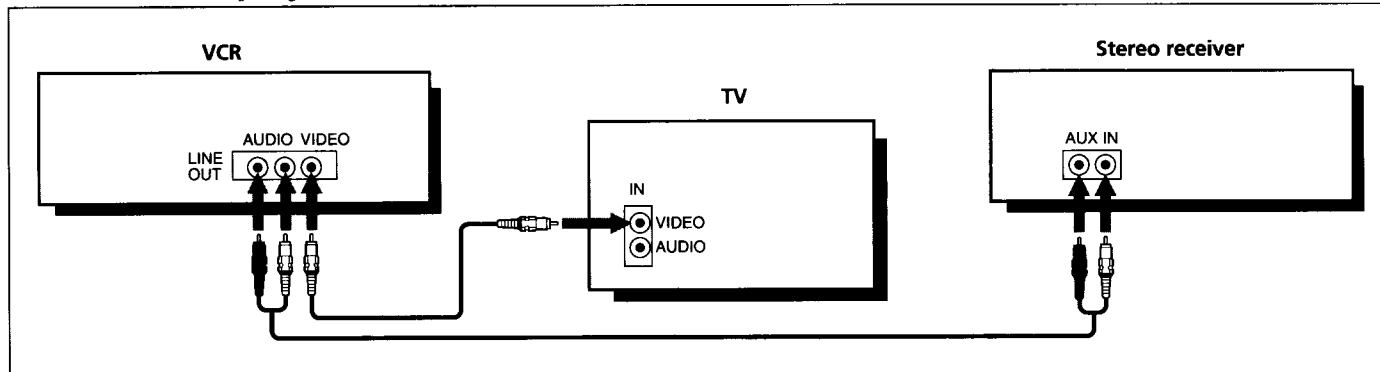 VCR
AUDIO VIDEO
LINE
OUT
TV
IN
VIDEO
AUDIO
Stereo receiver
AUX IN